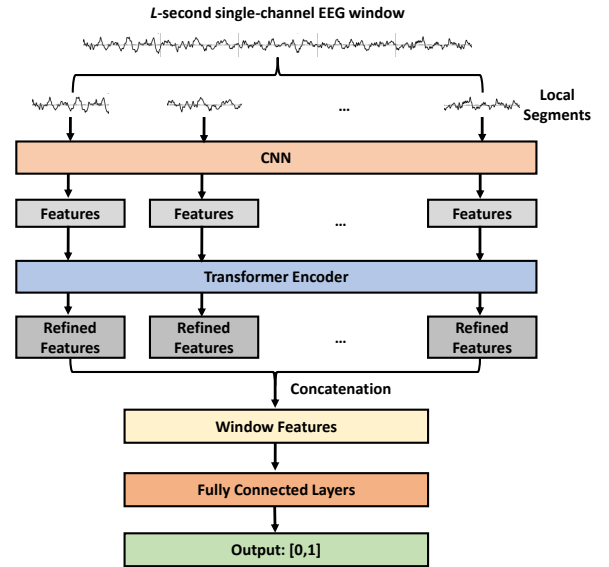 L-second single-channel EEG window
...
Local
Segments
CNN
Features
Features
...
Features
Transformer Encoder
Refined
Features
Refined
Features
...
Refined
Features
Concatenation
Window Features
Fully Connected Layers
Output: [0,1]